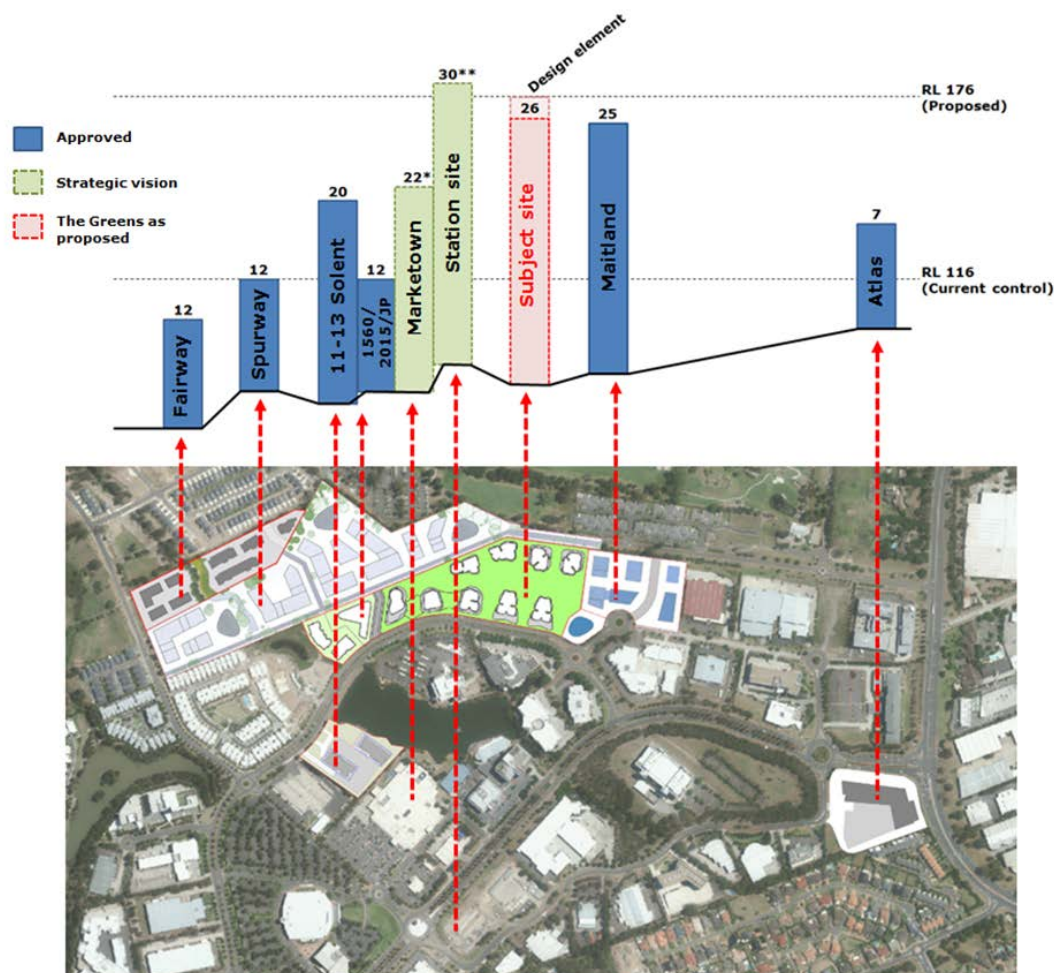 Design element
30**
RL 176
(Proposed)
26
25
Approved
Strategic vision
The Greens as
proposed
22*
20
12
12
12
7
RL 116
(Current control)
Fairway
Spurway
11-13 Solent
1560/
2015/JP
Marketown
Station site
Subject site
Maitland
Atlas